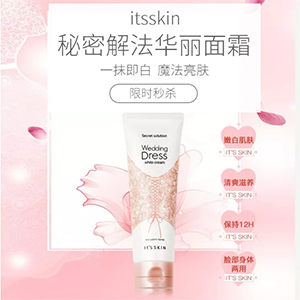 itsskin
秘密解法华丽面霜
一抹即白 魔法亮肤
限时秒杀
Secret solution
Wedding
Dress
white cream
IT'S SKIN
嫩白肌肤
IT'S SKIN
清爽滋养
IT'S SKIN
保持12H
IT'S SKIN
脸部身体
两用
IT'S SKIN